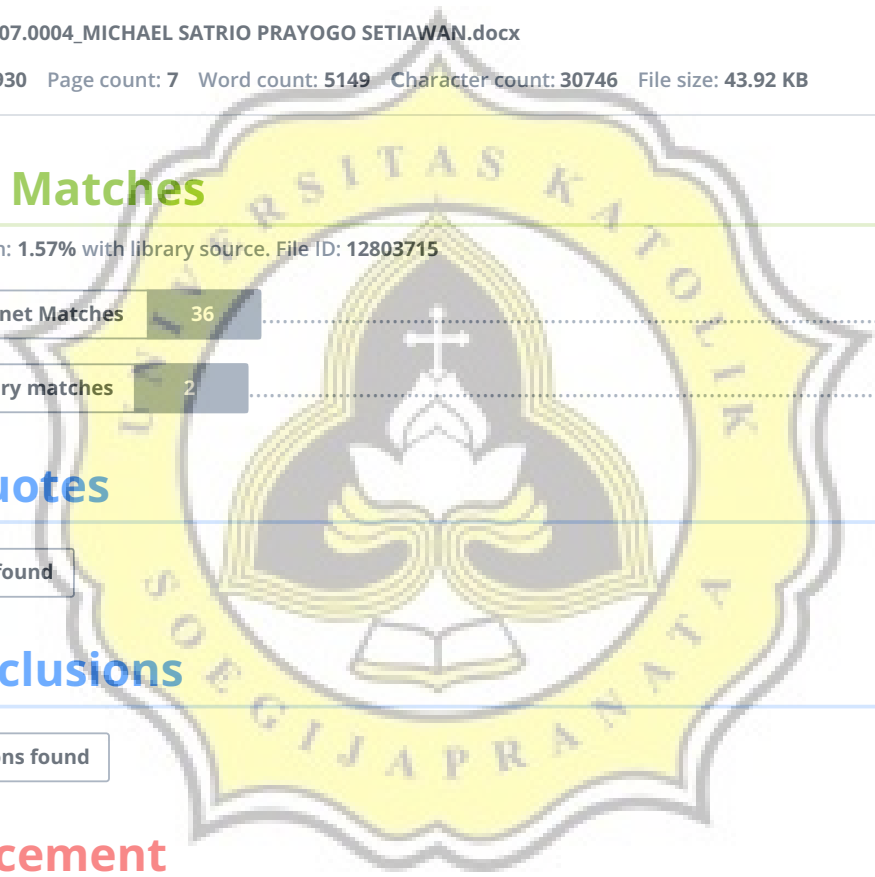 07.0004_MICHAEL SATRIO PRAYOGO SETIAWAN.docx
930 Page count: 7 Word count: 5149 Character count: 30746 File size: 43.92 KB
Matches
n: 1.57% with library source. File ID: 12803715
net Matches 36
ry matches 2
uotes
found
clusions
ns found
cement
UNIVERSITAS KATOLIK
SOEGIJAPRANATA